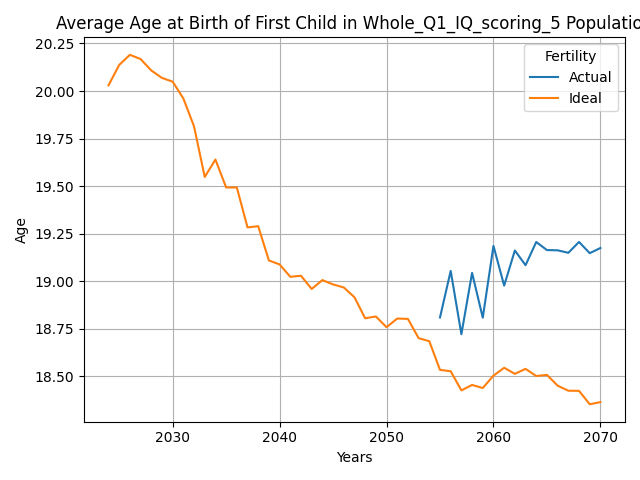 Average Age at Birth of First Child in Whole_Q1_IQ_scoring_5 Populatio
20.25
20.00
19.75
19.50
19.25
19.00
18.75
18.50
Age
Fertility
Actual
Ideal
2030 2040 2050 2060 2070
Years